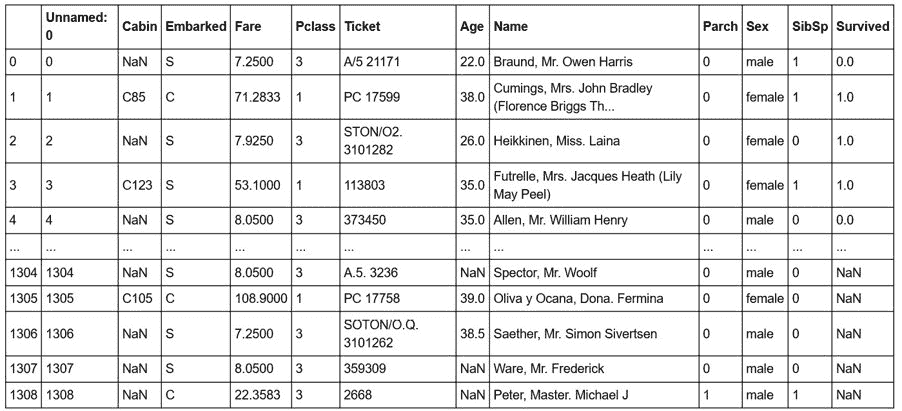 Unnamed: 0 Cabin Embarked Fare Pclass Ticket Age Name Parch Sex SibSp Survived
0 0 NaN S 7.2500 3 A/5 21171 22.0 Braund, Mr. Owen Harris 0 male 1 0.0
1 1 C85 C 71.2833 1 PC 17599 38.0 Cumings, Mrs. John Bradley (Florence Briggs Th... 0 female 1 1.0
2 2 NaN S 7.9250 3 STON/O2. 3101282 26.0 Heikkinen, Miss. Laina 0 female 0 1.0
3 3 C123 S 53.1000 1 113803 35.0 Futrelle, Mrs. Jacques Heath (Lily May Peel) 0 female 1 1.0
4 4 NaN S 8.0500 3 373450 35.0 Allen, Mr. William Henry 0 male 0 0.0
... ... ... ... ... ... ... ... ... ... ... ... ...
1304 1304 NaN S 8.0500 3 A.5. 3236 NaN Spector, Mr. Woolf 0 male 0 NaN
1305 1305 C105 C 108.9000 1 PC 17758 39.0 Oliva y Ocana, Dona. Fermina 0 female 0 NaN
1306 1306 NaN S 7.2500 3 SOTON/O.Q. 3101262 38.5 Saether, Mr. Simon Sivertsen 0 male 0 NaN
1307 1307 NaN S 8.0500 3 359309 NaN Ware, Mr. Frederick 0 male 0 NaN
1308 1308 NaN C 22.3583 3 2668 NaN Peter, Master. Michael J 1 male 1 NaN